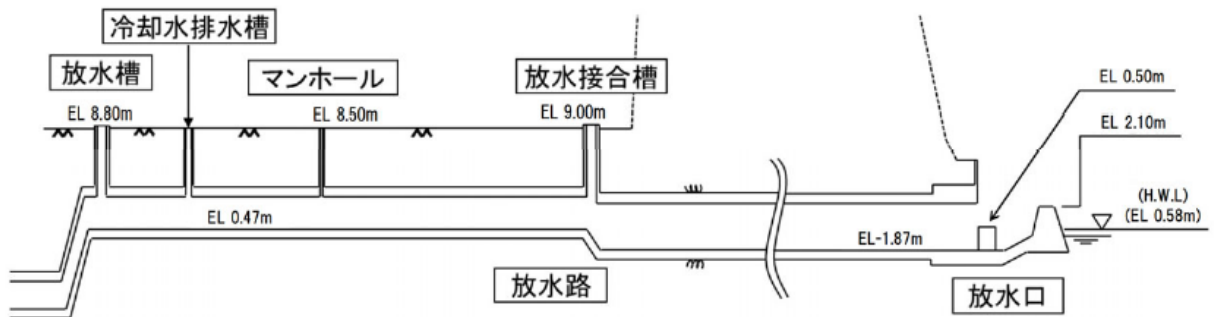 冷却水排水槽
放水槽
マンホール
放水接合槽
EL 0.50m
EL 8.80m
EL 8.50m
EL 9.00m
EL 2.10m
(H.W.L)
(EL 0.58m)
EL 0.47m
EL-1.87m
放水路
放水口